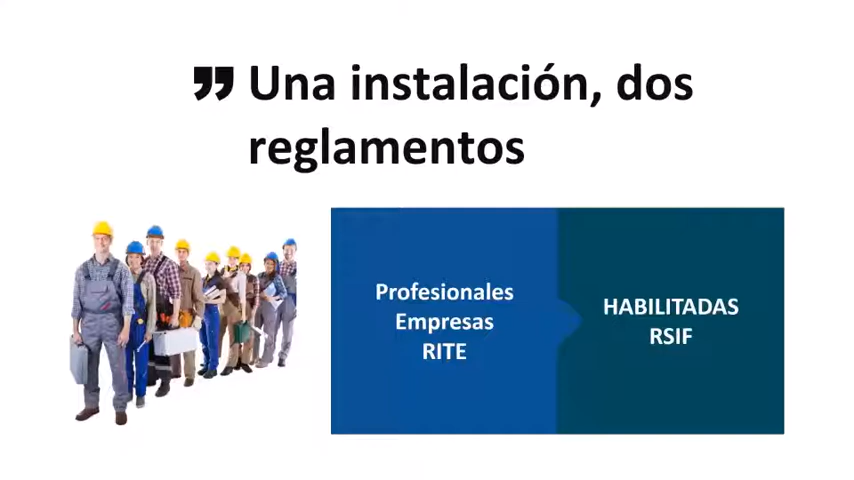 ” Una instalación, dos
reglamentos
Profesionales
Empresas
RITE
HABILITADAS
RSIF